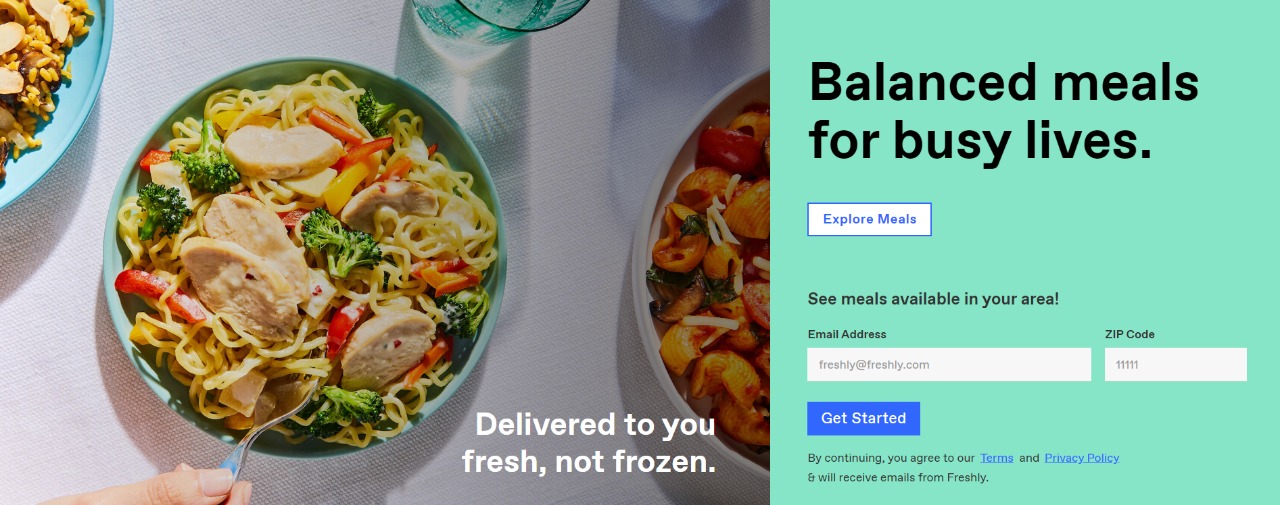 Delivered to you
fresh, not frozen.
Balanced meals
for busy lives.
Explore Meals
See meals available in your area!
Email Address
ZIP Code
freshly@freshly.com
11111
Get Started
By continuing, you agree to our Terms and Privacy Policy
& will receive emails from Freshly.